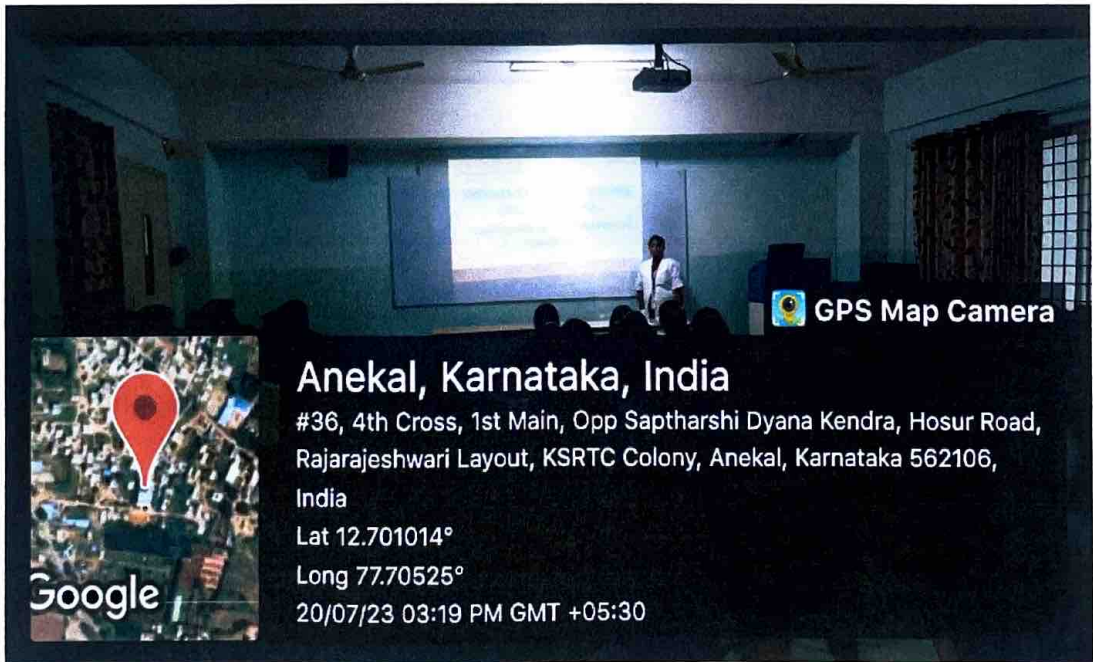 GPS Map Camera
Anekal, Karnataka, India
#36, 4th Cross, 1st Main, Opp Saptharshi Dyana Kendra, Hosur Road,
Rajarajeshwari Layout, KSRTC Colony, Anekal, Karnataka 562106,
India
Lat 12.701014°
Long 77.70525°
20/07/23 03:19 PM GMT +05:30
Google